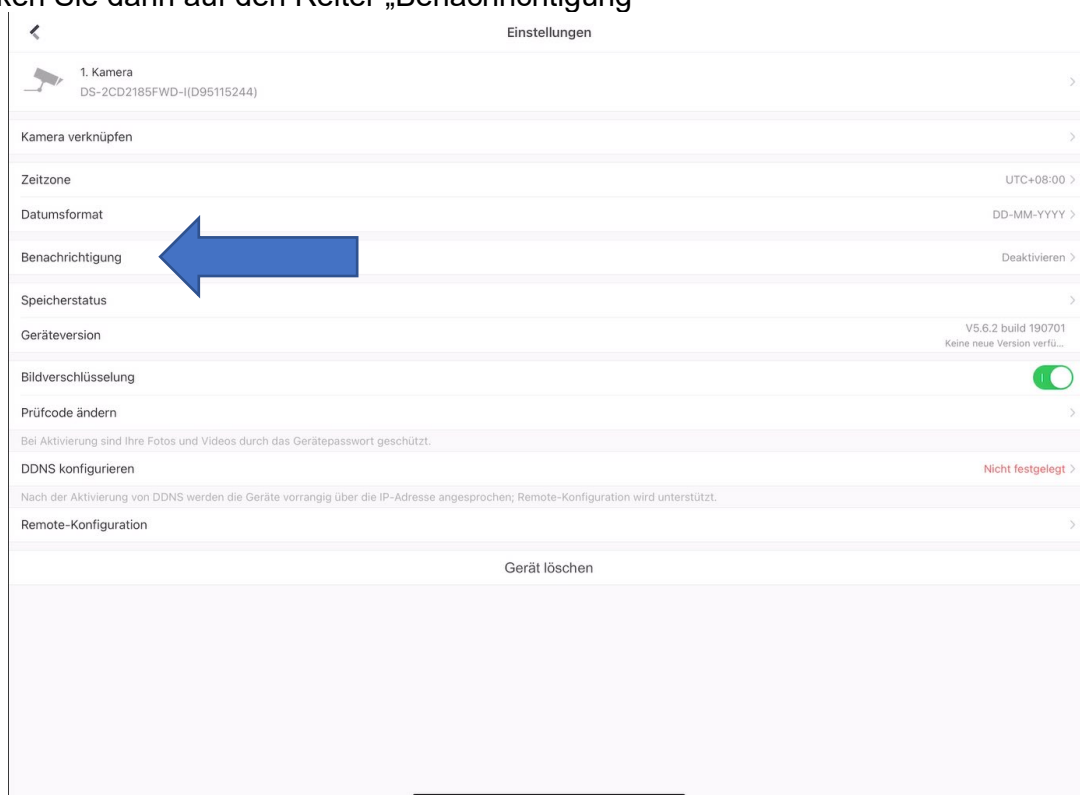 ken Sie dann auf den Reiter „Benachrichtigung
Einstellungen
1. Kamera
DS-2CD2185FWD-I(D95115244)
Kamera verknüpfen
Zeitzone UTC+08:00
Datumsformat DD-MM-YYYY
Benachrichtigung Deaktivieren
Speicherstatus
Geräteversion V5.6.2 build 190701
Keine neue Version verfü...
Bildverschlüsselung
Prüfcode ändern
Bei Aktivierung sind Ihre Fotos und Videos durch das Gerätepasswort geschützt.
DDNS konfigurieren Nicht festgelegt
Nach der Aktivierung von DDNS werden die Geräte vorrangig über die IP-Adresse angesprochen; Remote-Konfiguration wird unterstützt.
Remote-Konfiguration
Gerät löschen